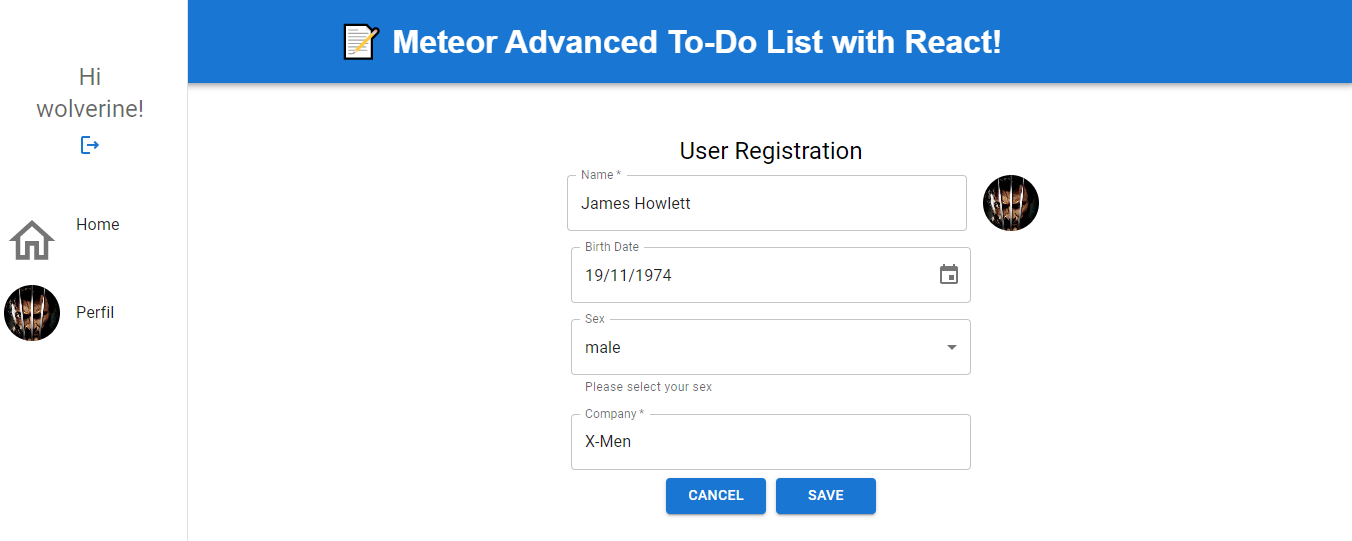 📝 Meteor Advanced To-Do List with React!
Hi
wolverine!
Home
Perfil
User Registration
Name *
James Howlett
Birth Date
19/11/1974
Sex
male
Please select your sex
Company *
X-Men
CANCEL
SAVE